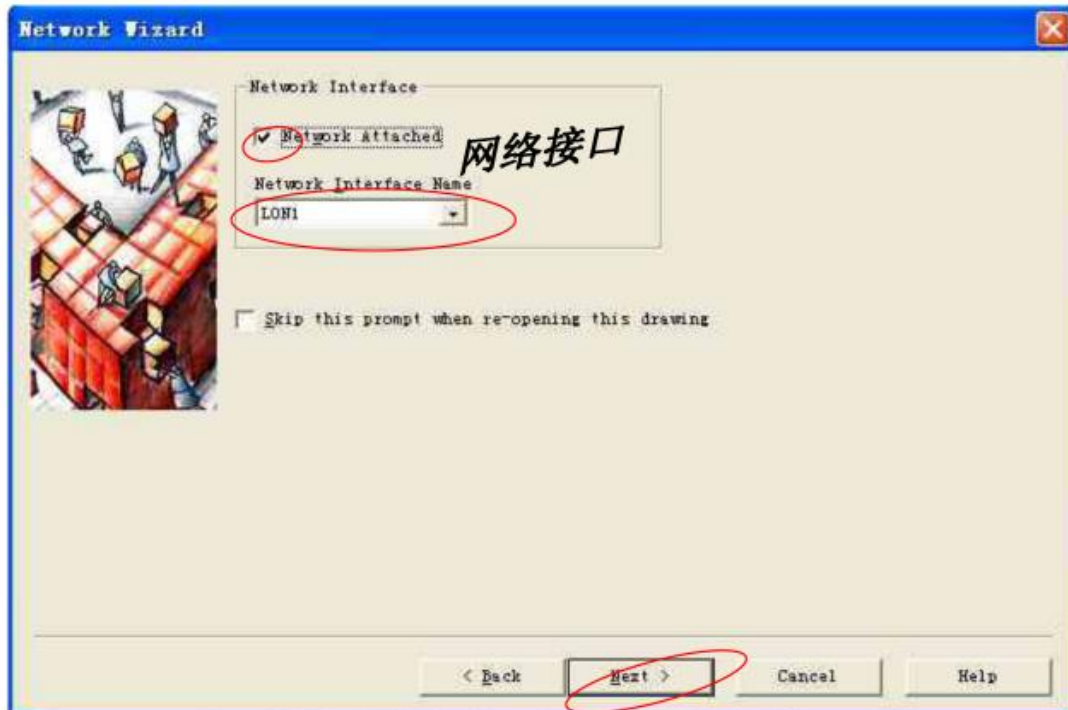 Network Wizard
Network Interface
Network Attached
网络接口
Network Interface Name
LON1
Skip this prompt when re-opening this drawing
< Back
Next >
Cancel
Help